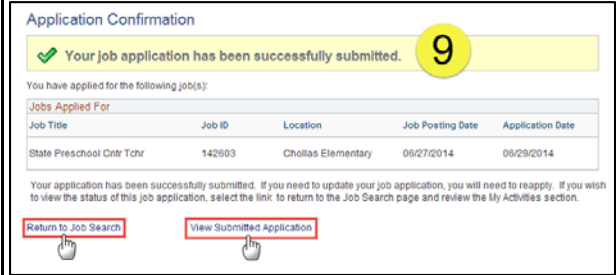 Application Confirmation
Your job application has been successfully submitted. 9
You have applied for the following job(s):
Jobs Applied For
Job Title Job ID Location Job Posting Date Application Date
State Preschool Cntr Tchr 142603 Chollas Elementary 06/27/2014 06/29/2014
Your application has been successfully submitted. If you need to update your job application, you will need to reapply. If you wish
to view the status of this job application, select the link to return to the Job Search page and review the My Activities section.
Return to Job Search View Submitted Application